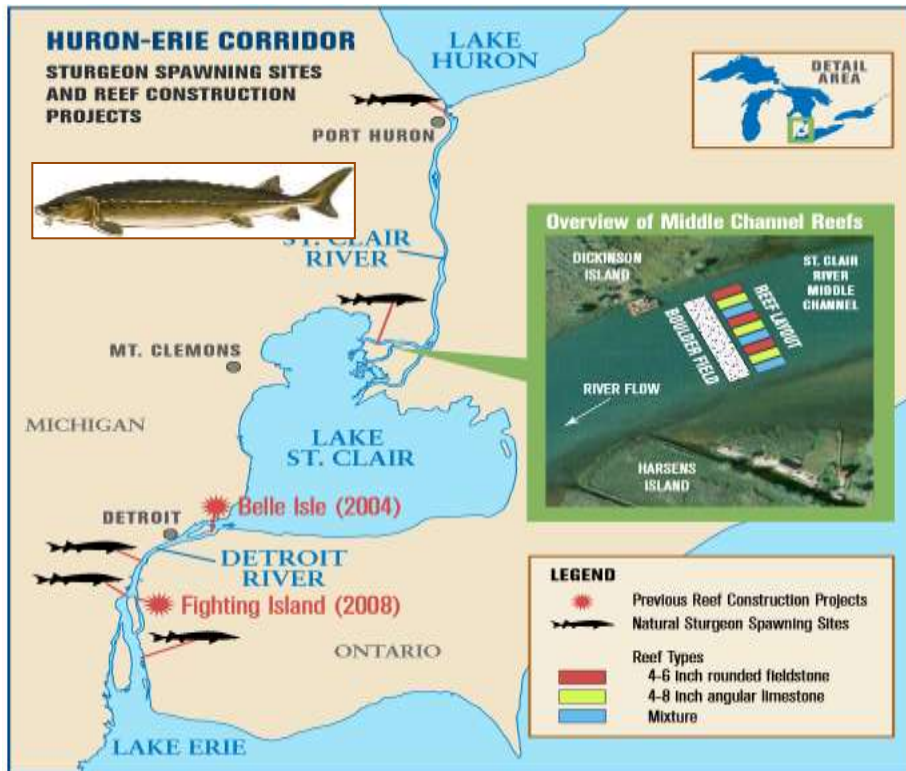 HURON-ERIE CORRIDOR
STURGEON SPAWNING SITES
AND REEF CONSTRUCTION
PROJECTS
LAKE
HURON
DETAIL
AREA
PORT HURON
ST. CLAIR
RIVER
Overview of Middle Channel Reefs
DICKINSON
ISLAND
ST. CLAIR
RIVER
MIDDLE
CHANNEL
REEF LAYOUT
BOULDER FIELD
RIVER FLOW
HARSENS
ISLAND
MT. CLEMONS
MICHIGAN
LAKE
ST. CLAIR
Belle Isle (2004)
DETROIT
DETROIT
RIVER
Fighting Island (2008)
ONTARIO
LAKE ERIE
LEGEND
Previous Reef Construction Projects
Natural Sturgeon Spawning Sites
Reef Types
4-6 inch rounded fieldstone
4-8 inch angular limestone
Mixture